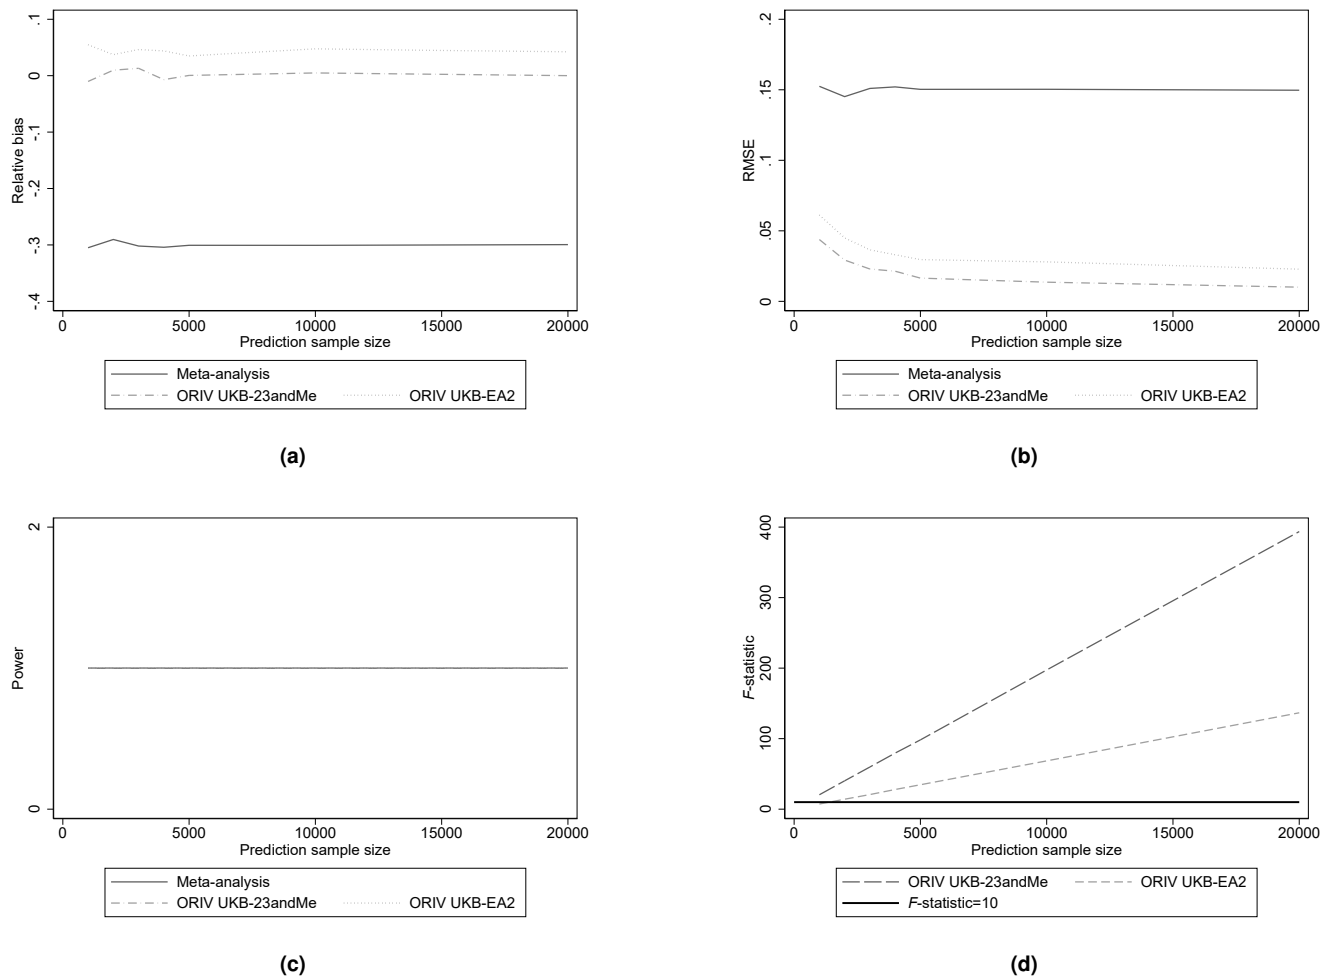 .1
0
-.1
-.2
-.3
-.4
Relative bias
0 5000 10000 15000 20000
Prediction sample size
Meta-analysis
ORIV UKB-23andMe ORIV UKB-EA2
(a)
.2
.15
.1
.05
0
RMSE
0 5000 10000 15000 20000
Prediction sample size
Meta-analysis
ORIV UKB-23andMe ORIV UKB-EA2
(b)
2
0
Power
0 5000 10000 15000 20000
Prediction sample size
Meta-analysis
ORIV UKB-23andMe ORIV UKB-EA2
(c)
400
300
200
100
0
F-statistic
0 5000 10000 15000 20000
Prediction sample size
ORIV UKB-23andMe ORIV UKB-EA2
F-statistic=10
(d)